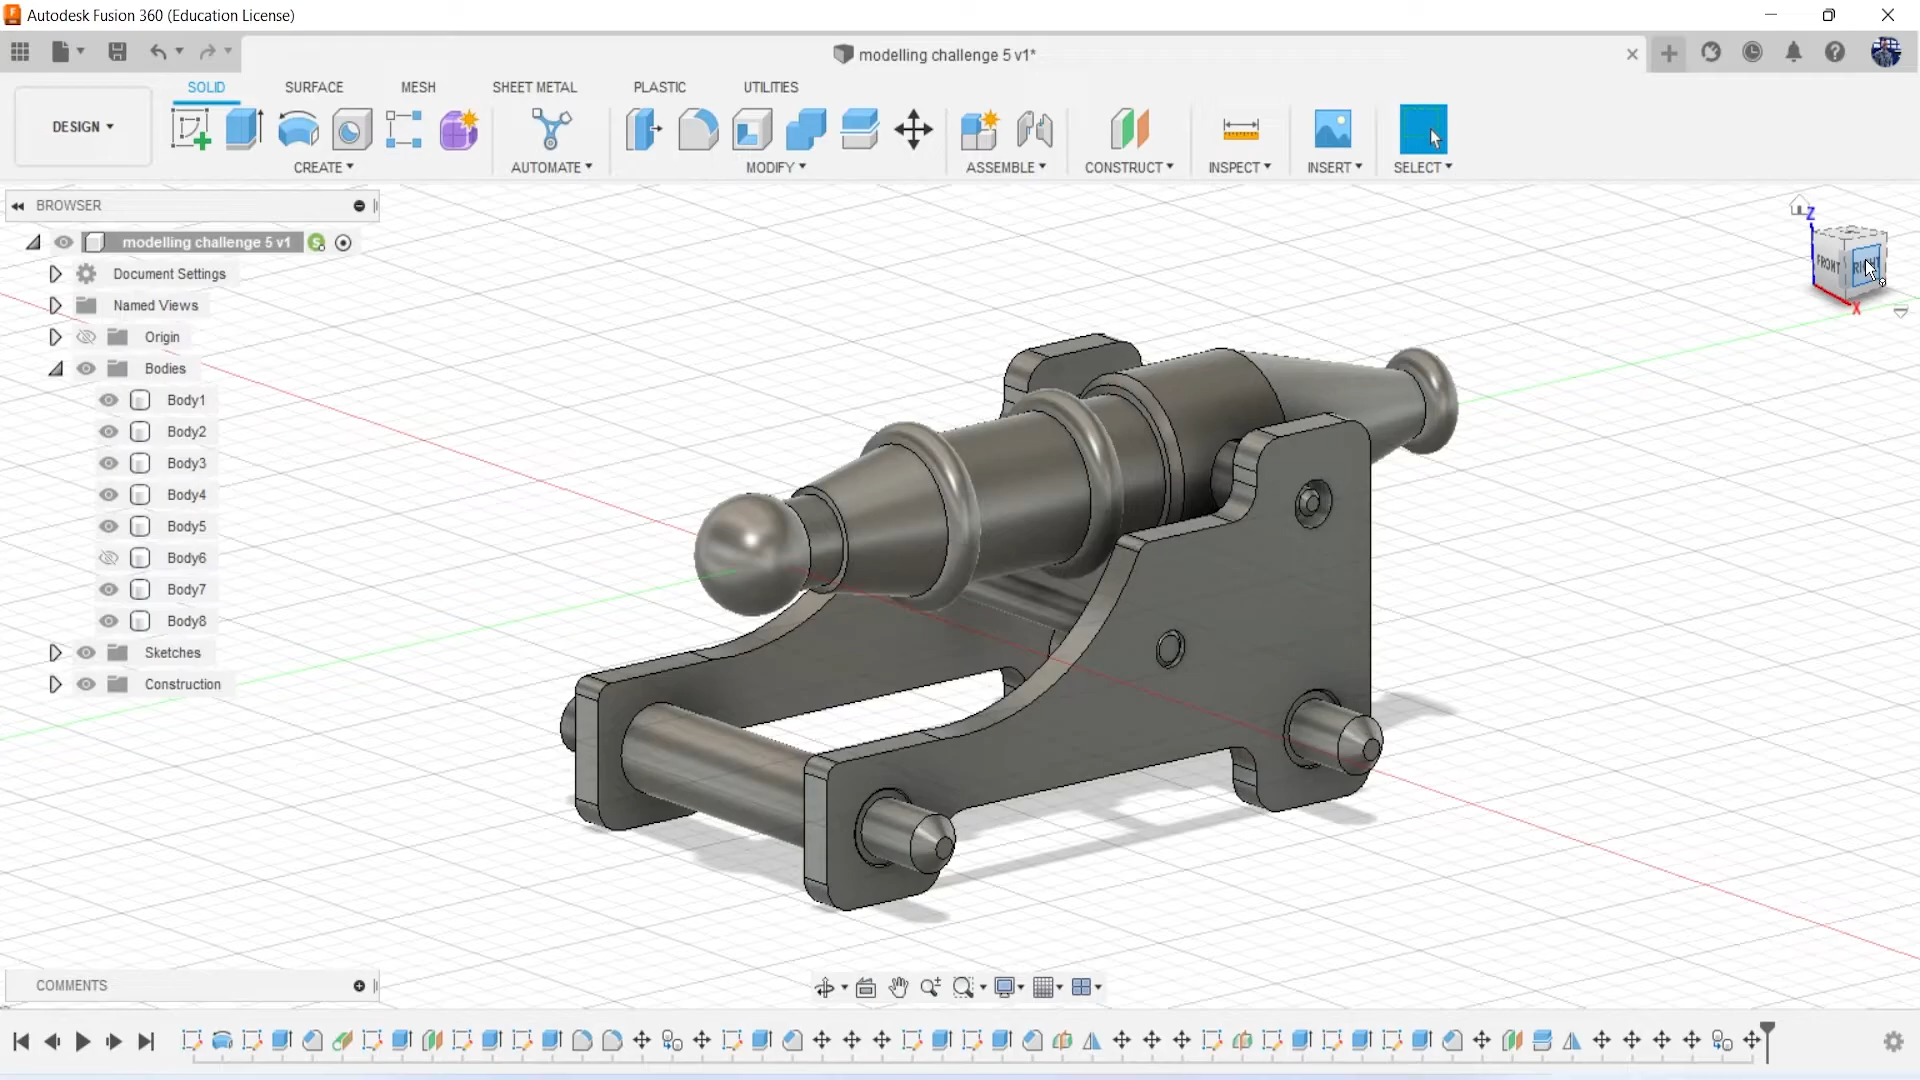 Autodesk Fusion 360 (Education License)
modelling challenge 5 v1*
SOLID SURFACE MESH SHEET METAL PLASTIC UTILITIES
DESIGN
CREATE AUTOMATE MODIFY ASSEMBLE CONSTRUCT INSPECT INSERT SELECT
BROWSER
modelling challenge 5 v1
Document Settings
Named Views
Origin
Bodies
Body1
Body2
Body3
Body4
Body5
Body6
Body7
Body8
Sketches
Construction
Z
FRONT RIGHT
X
COMMENTS